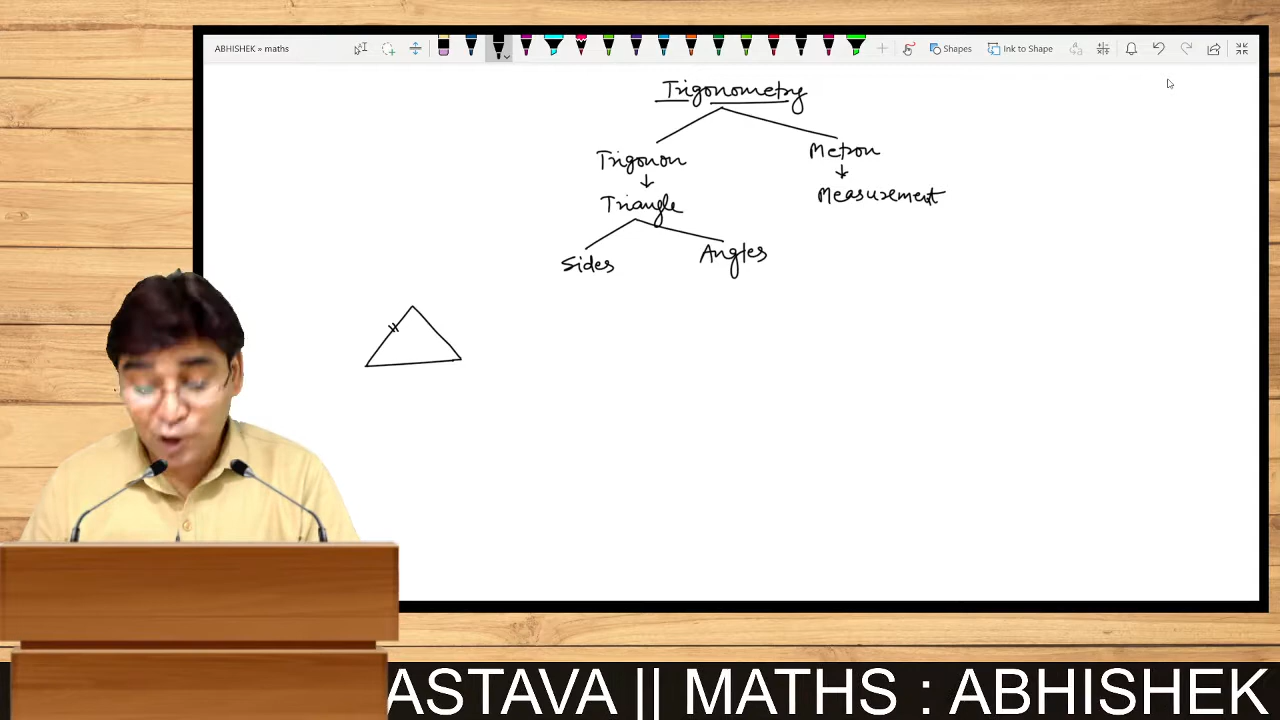 ABHISHEK » maths
Shapes
Ink to Shape
Trigonometry
Trigonon
Metron
Triangle
Measurement
Sides
Angles
ASTAVA || MATHS : ABHISHEK